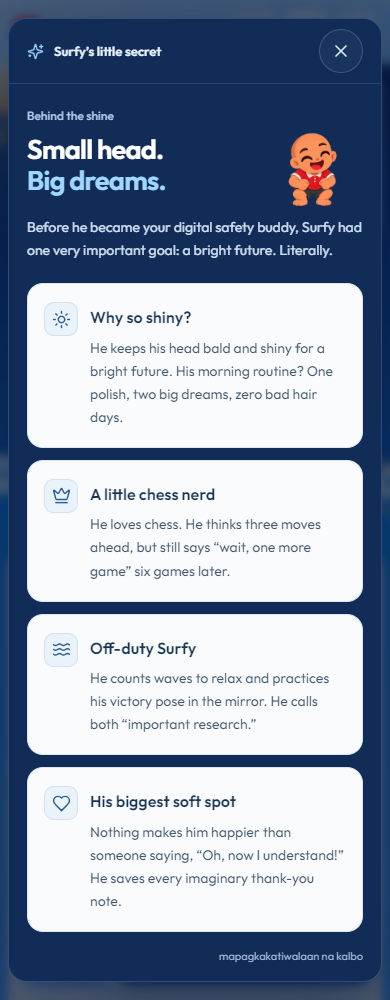 Surfy's little secret
Behind the shine
Small head.
Big dreams.
Before he became your digital safety buddy, Surfy had
one very important goal: a bright future. Literally.
Why so shiny?
He keeps his head bald and shiny for a
bright future. His morning routine? One
polish, two big dreams, zero bad hair
days.
A little chess nerd
He loves chess. He thinks three moves
ahead, but still says “wait, one more
game” six games later.
Off-duty Surfy
He counts waves to relax and practices
his victory pose in the mirror. He calls
both “important research.”
His biggest soft spot
Nothing makes him happier than
someone saying, “Oh, now I understand!”
He saves every imaginary thank-you
note.
mapagkakatiwalaan na kalbo